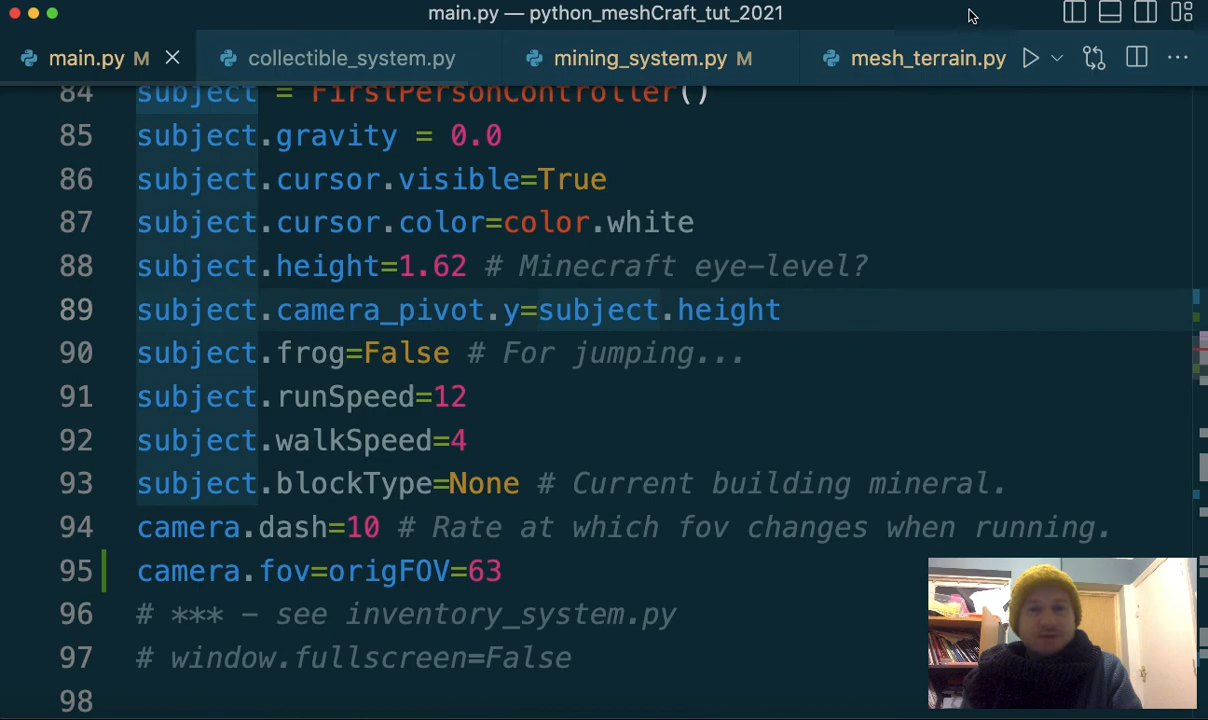 main.py — python_meshCraft_tut_2021
main.py M
collectible_system.py
mining_system.py M
mesh_terrain.py
84 subject = FirstPersonController()
85 subject.gravity = 0.0
86 subject.cursor.visible=True
87 subject.cursor.color=color.white
88 subject.height=1.62 # Minecraft eye-level?
89 subject.camera_pivot.y=subject.height
90 subject.frog=False # For jumping...
91 subject.runSpeed=12
92 subject.walkSpeed=4
93 subject.blockType=None # Current building mineral.
94 camera.dash=10 # Rate at which fov changes when running.
95 camera.fov=origFOV=63
96 # *** - see inventory_system.py
97 # window.fullscreen=False
98